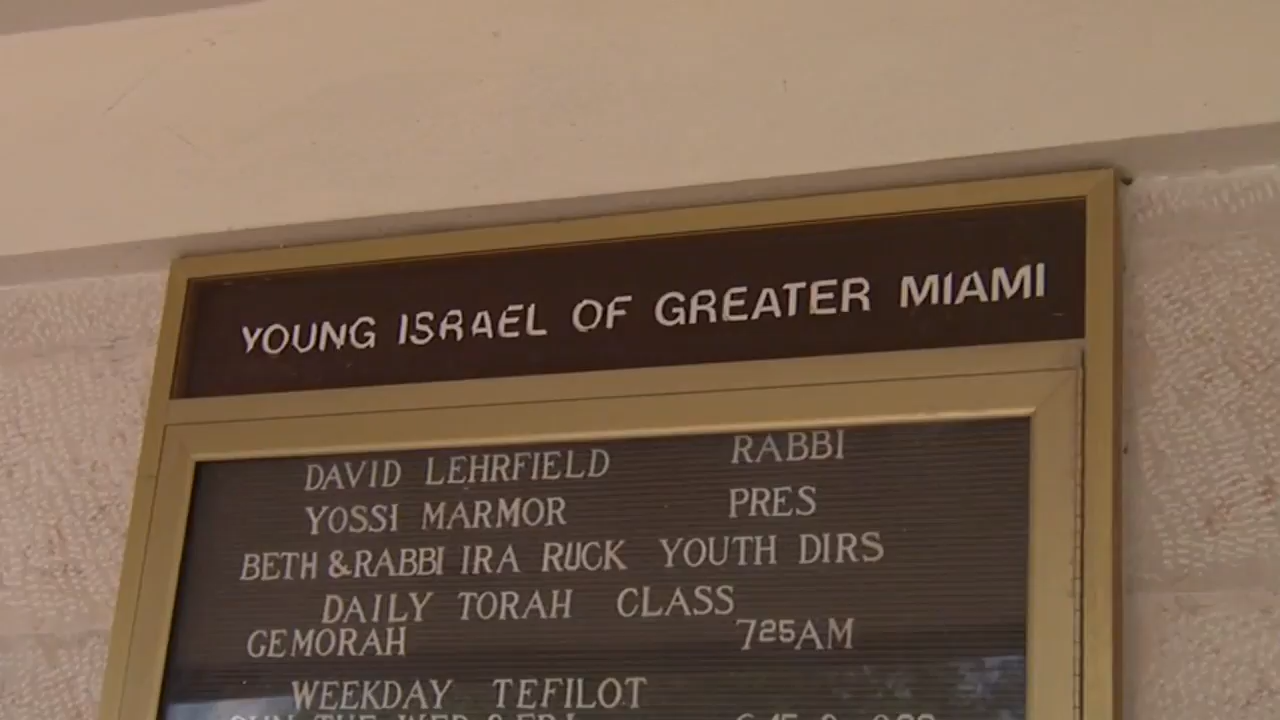 YOUNG ISRAEL OF GREATER MIAMI
DAVID LEHRFIELD RABBI
YOSSI MARMOR PRES
BETH & RABBI IRA RUCK YOUTH DIRS
DAILY TORAH CLASS
GEMORAH 725AM
WEEKDAY TEFILOT